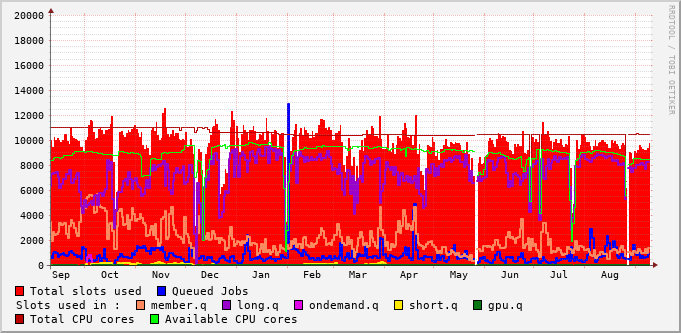 RRDTOOL / TOBI OETIKER
20000
18000
16000
14000
12000
10000
8000
6000
4000
2000
0
Sep Oct Nov Dec Jan Feb Mar Apr May Jun Jul Aug
Total slots used Queued Jobs
Slots used in : member.q long.q ondemand.q short.q gpu.q
Total CPU cores Available CPU cores